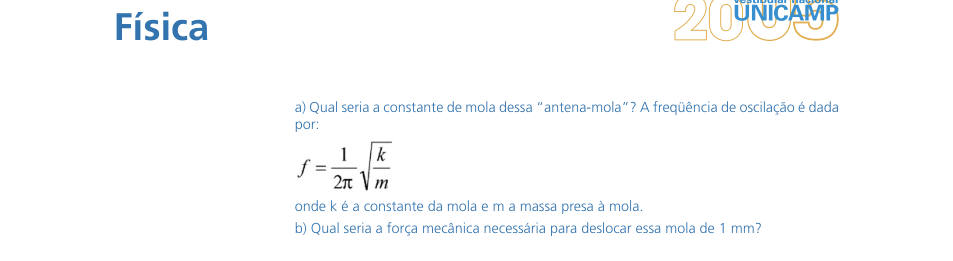 vestibular nacional
UNICAMP
2005
Física
a) Qual seria a constante de mola dessa “antena-mola”? A freqüência de oscilação é dada
por:
f = 1/2π √k/m
onde k é a constante da mola e m a massa presa à mola.
b) Qual seria a força mecânica necessária para deslocar essa mola de 1 mm?